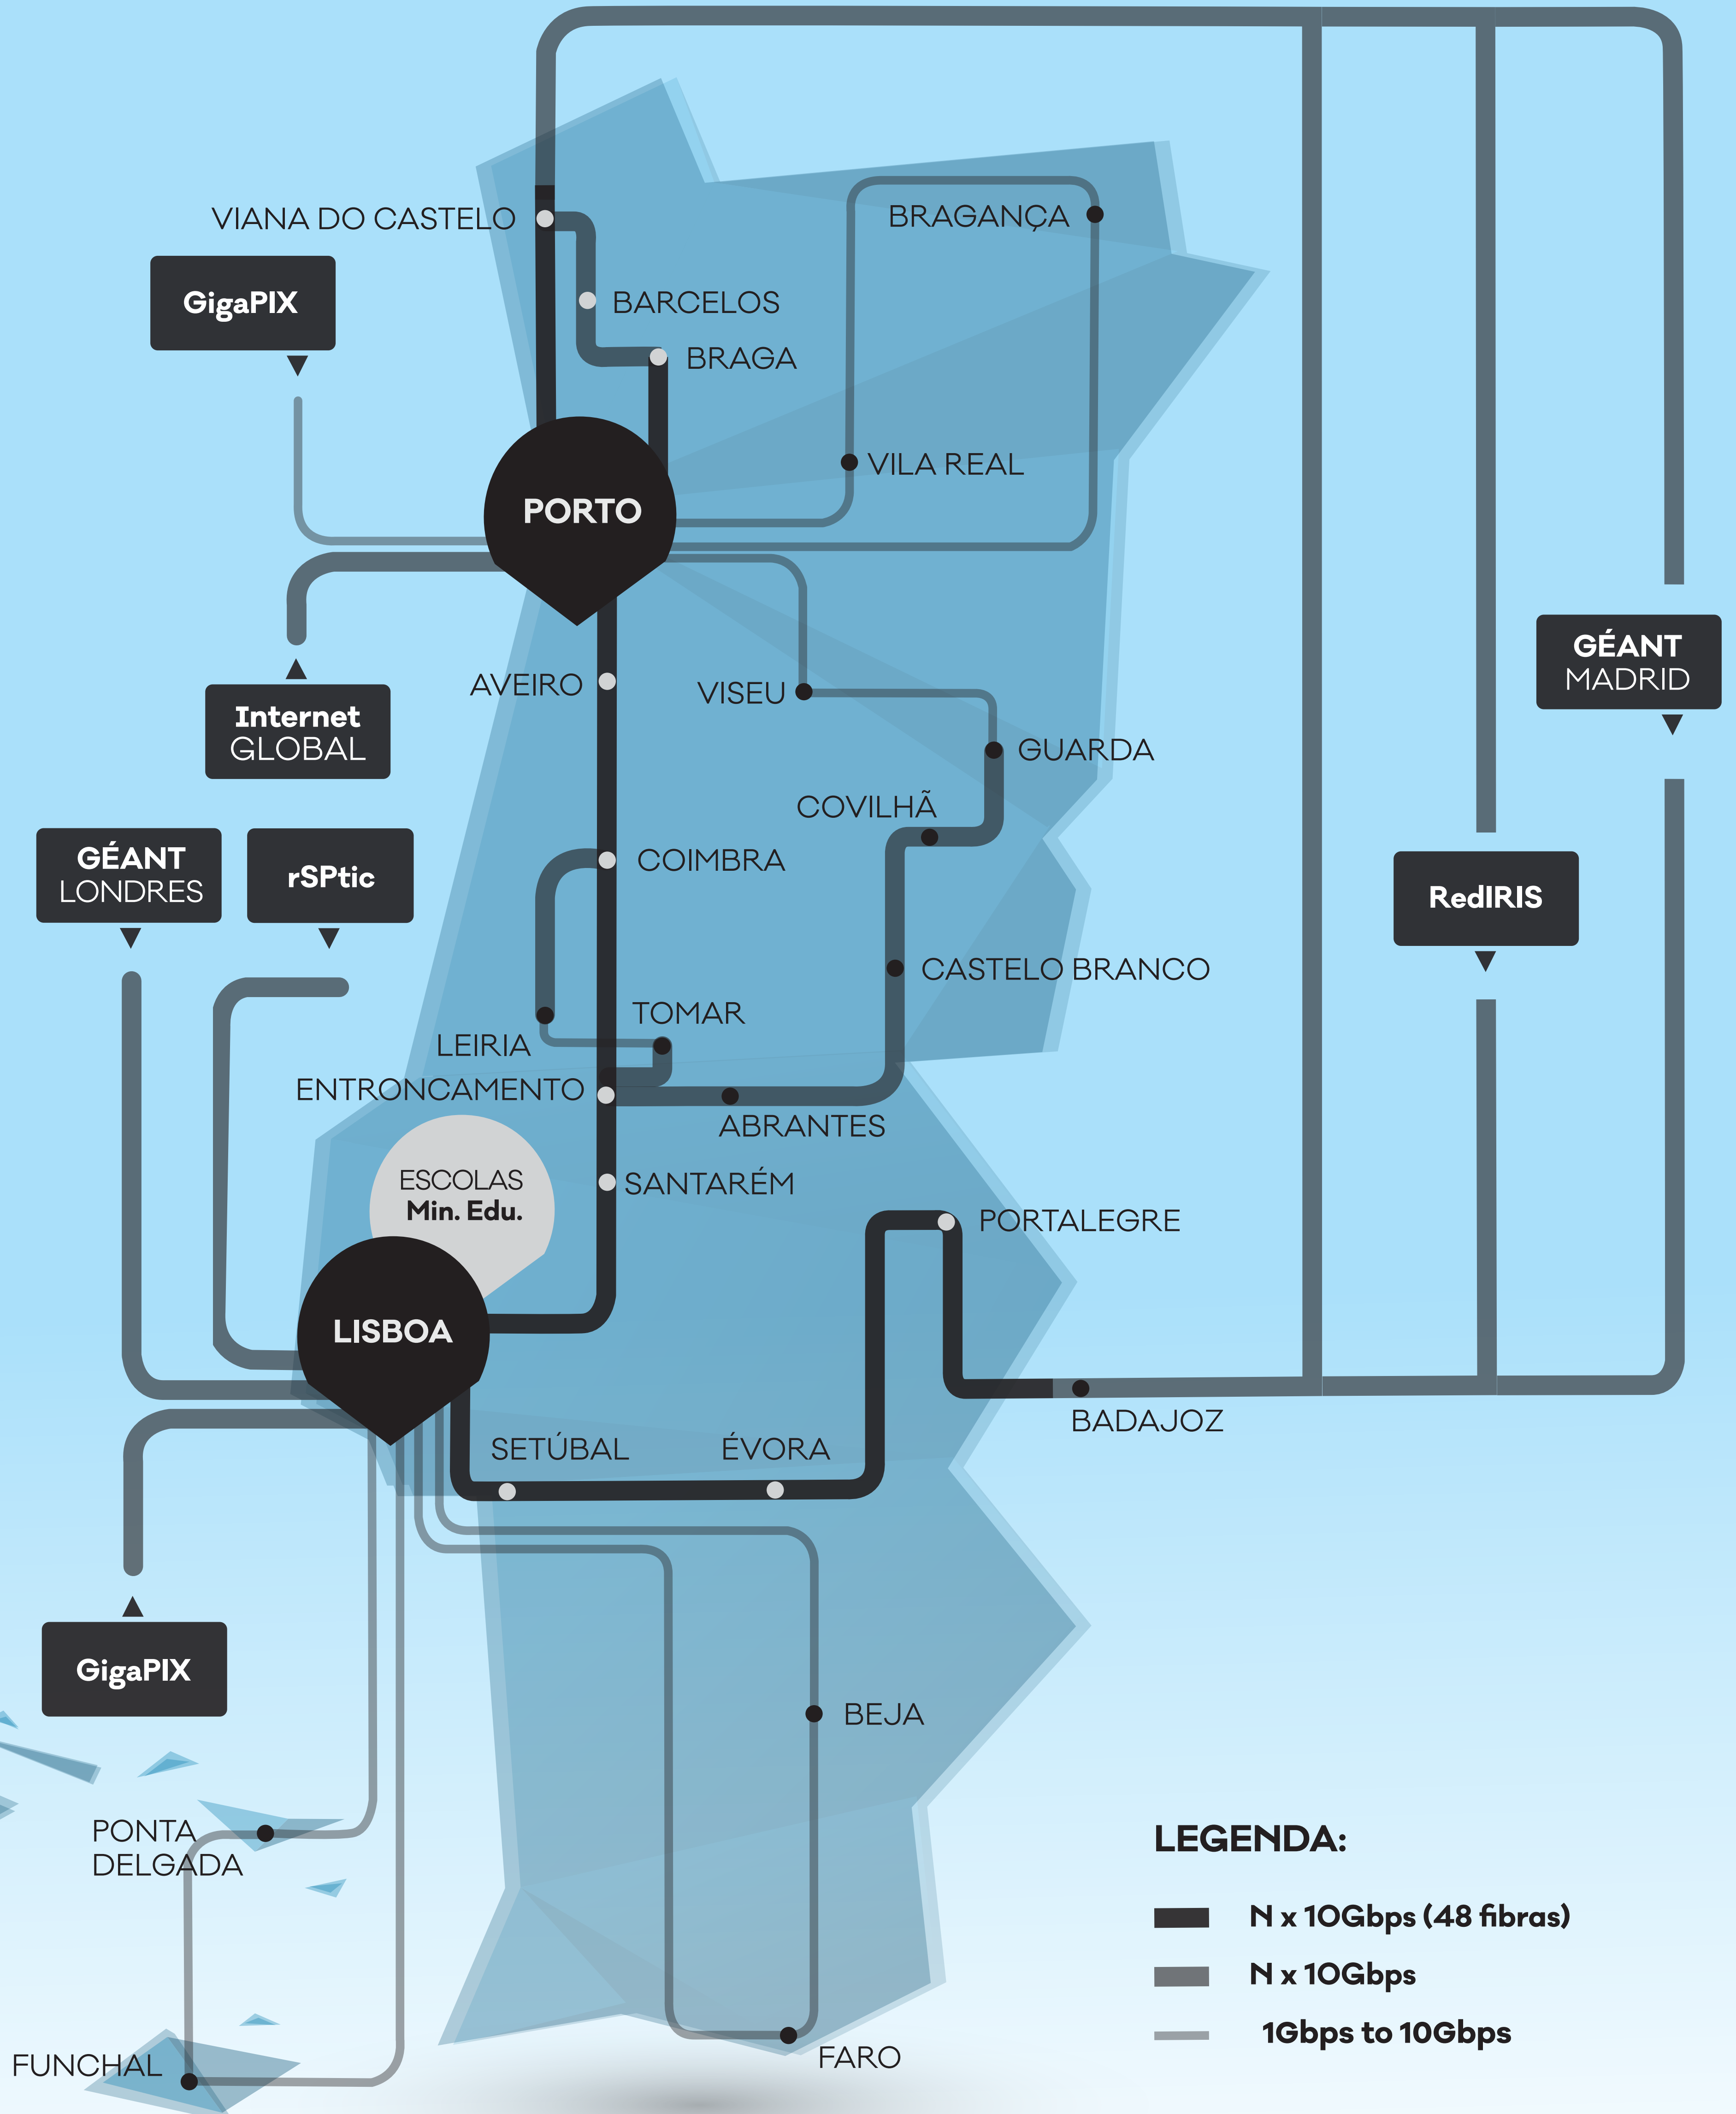 VIANA DO CASTELO
BRAGANÇA
GigaPIX
BARCELOS
BRAGA
VILA REAL
PORTO
GÉANT
MADRID
AVEIRO
VISEU
Internet
GLOBAL
GUARDA
COVILHÃ
GÉANT
LONDRES
rSPtic
COIMBRA
RedIRIS
CASTELO BRANCO
TOMAR
LEIRIA
ENTRONCAMENTO
ABRANTES
ESCOLAS
Min. Edu.
SANTARÉM
PORTALEGRE
LISBOA
BADAJOZ
SETÚBAL
ÉVORA
GigaPIX
BEJA
PONTA
DELGADA
LEGENDA:
N x 10Gbps (48 fibras)
N x 10Gbps
1Gbps to 10Gbps
FARO
FUNCHAL